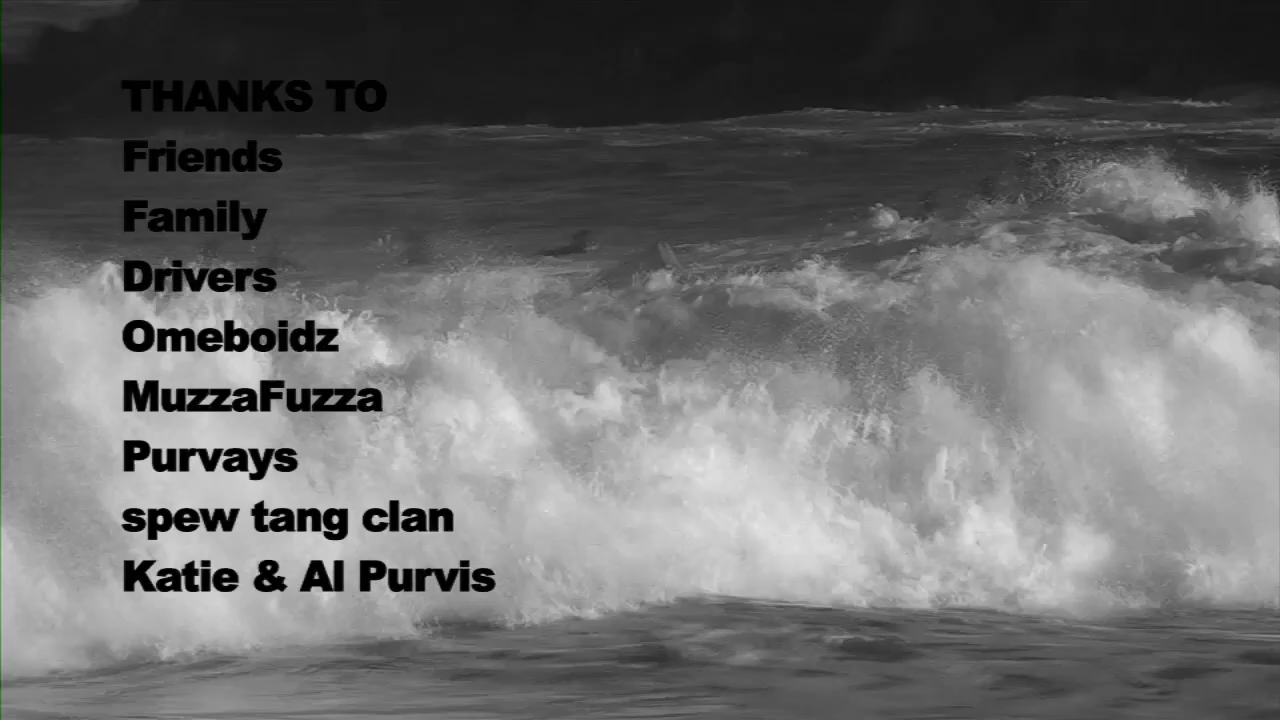 THANKS TO
Friends
Family
Drivers
Omeboidz
MuzzaFuzza
Purvays
spew tang clan
Katie & Al Purvis